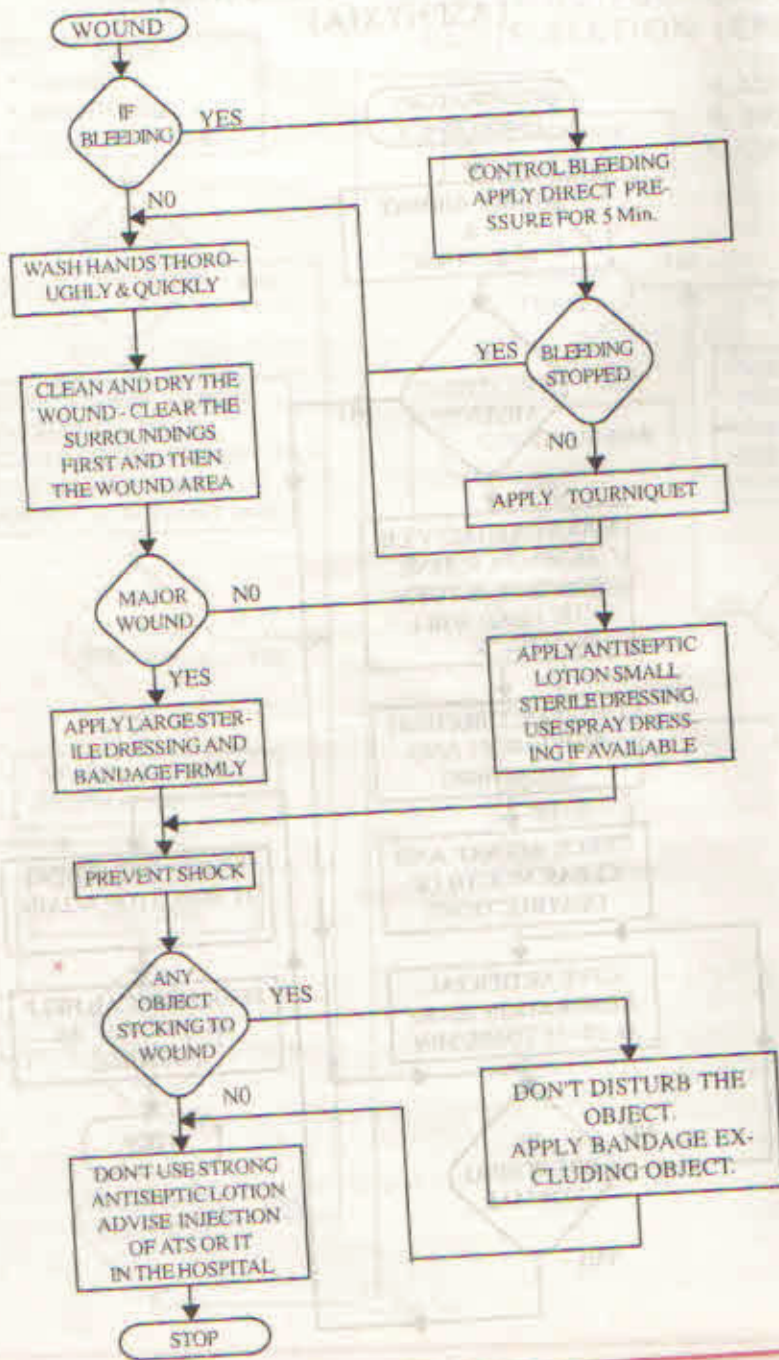 WOUND
IF
BLEEDING
YES
CONTROL BLEEDING
APPLY DIRECT PRE-
SSURE FOR 5 Min.
N0
WASH HANDS THORO-
UGHLY & QUICKLY
YES
BLEEDING
STOPPED
CLEAN AND DRY THE
WOUND - CLEAR THE
SURROUNDINGS
FIRST AND THEN
THE WOUND AREA
N0
APPLY TOURNIQUET
MAJOR
WOUND
N0
YES
APPLY ANTISEPTIC
LOTION SMALL
STERILE DRESSING.
USE SPRAY DRESS-
ING IF AVAILABLE
APPLY LARGE STER-
ILE DRESSING AND
BANDAGE FIRMLY
PREVENT SHOCK
ANY
OBJECT
STCKING TO
WOUND
YES
N0
DON'T DISTURB THE
OBJECT.
APPLY BANDAGE EX-
CLUDING OBJECT.
DON'T USE STRONG
ANTISEPTIC LOTION
ADVISE INJECTION
OF ATS OR IT
IN THE HOSPITAL
STOP